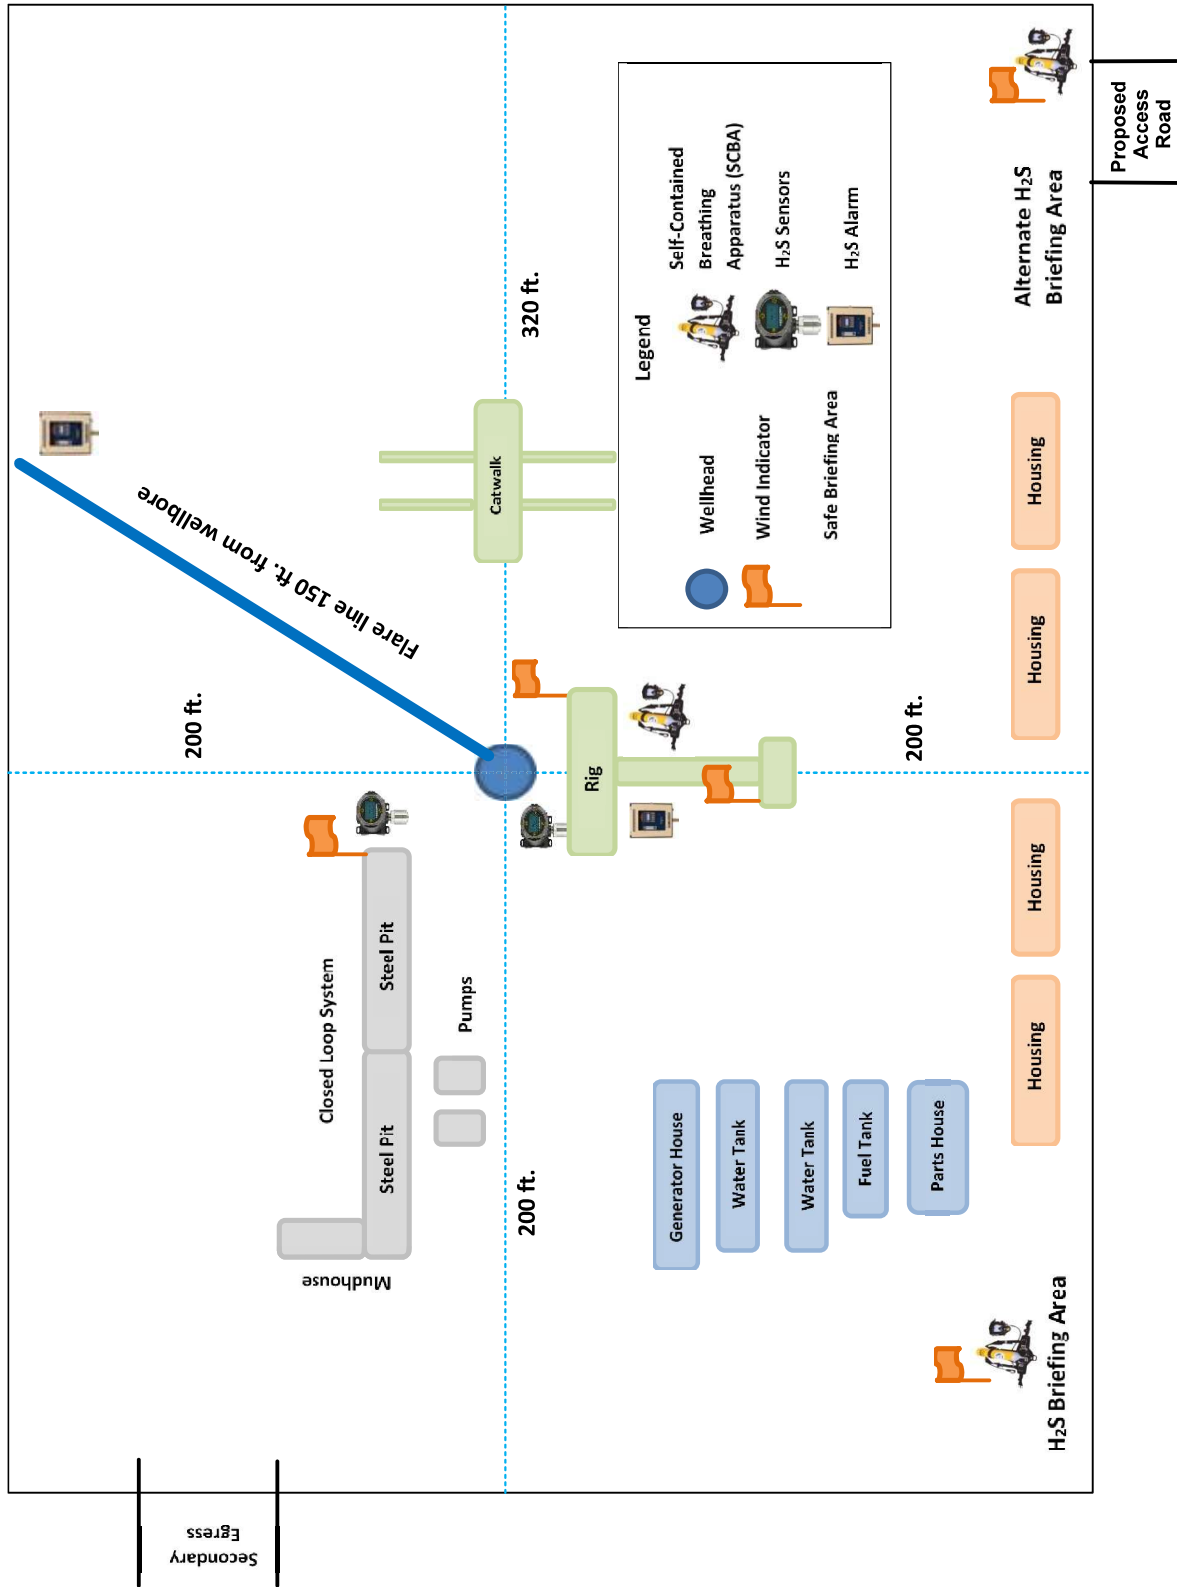 Secondary
Egress
200 ft.
Flare line 150 ft. from wellbore
Closed Loop System
Mudhouse
Steel Pit
Steel Pit
Pumps
200 ft.
320 ft.
Catwalk
Rig
200 ft.
Generator House
Water Tank
Water Tank
Fuel Tank
Parts House
Legend
Wellhead
Wind Indicator
Safe Briefing Area
Self-Contained
Breathing
Apparatus (SCBA)
H₂S Sensors
H₂S Alarm
Housing
Housing
Housing
Housing
H₂S Briefing Area
Alternate H₂S
Briefing Area
Proposed
Access
Road